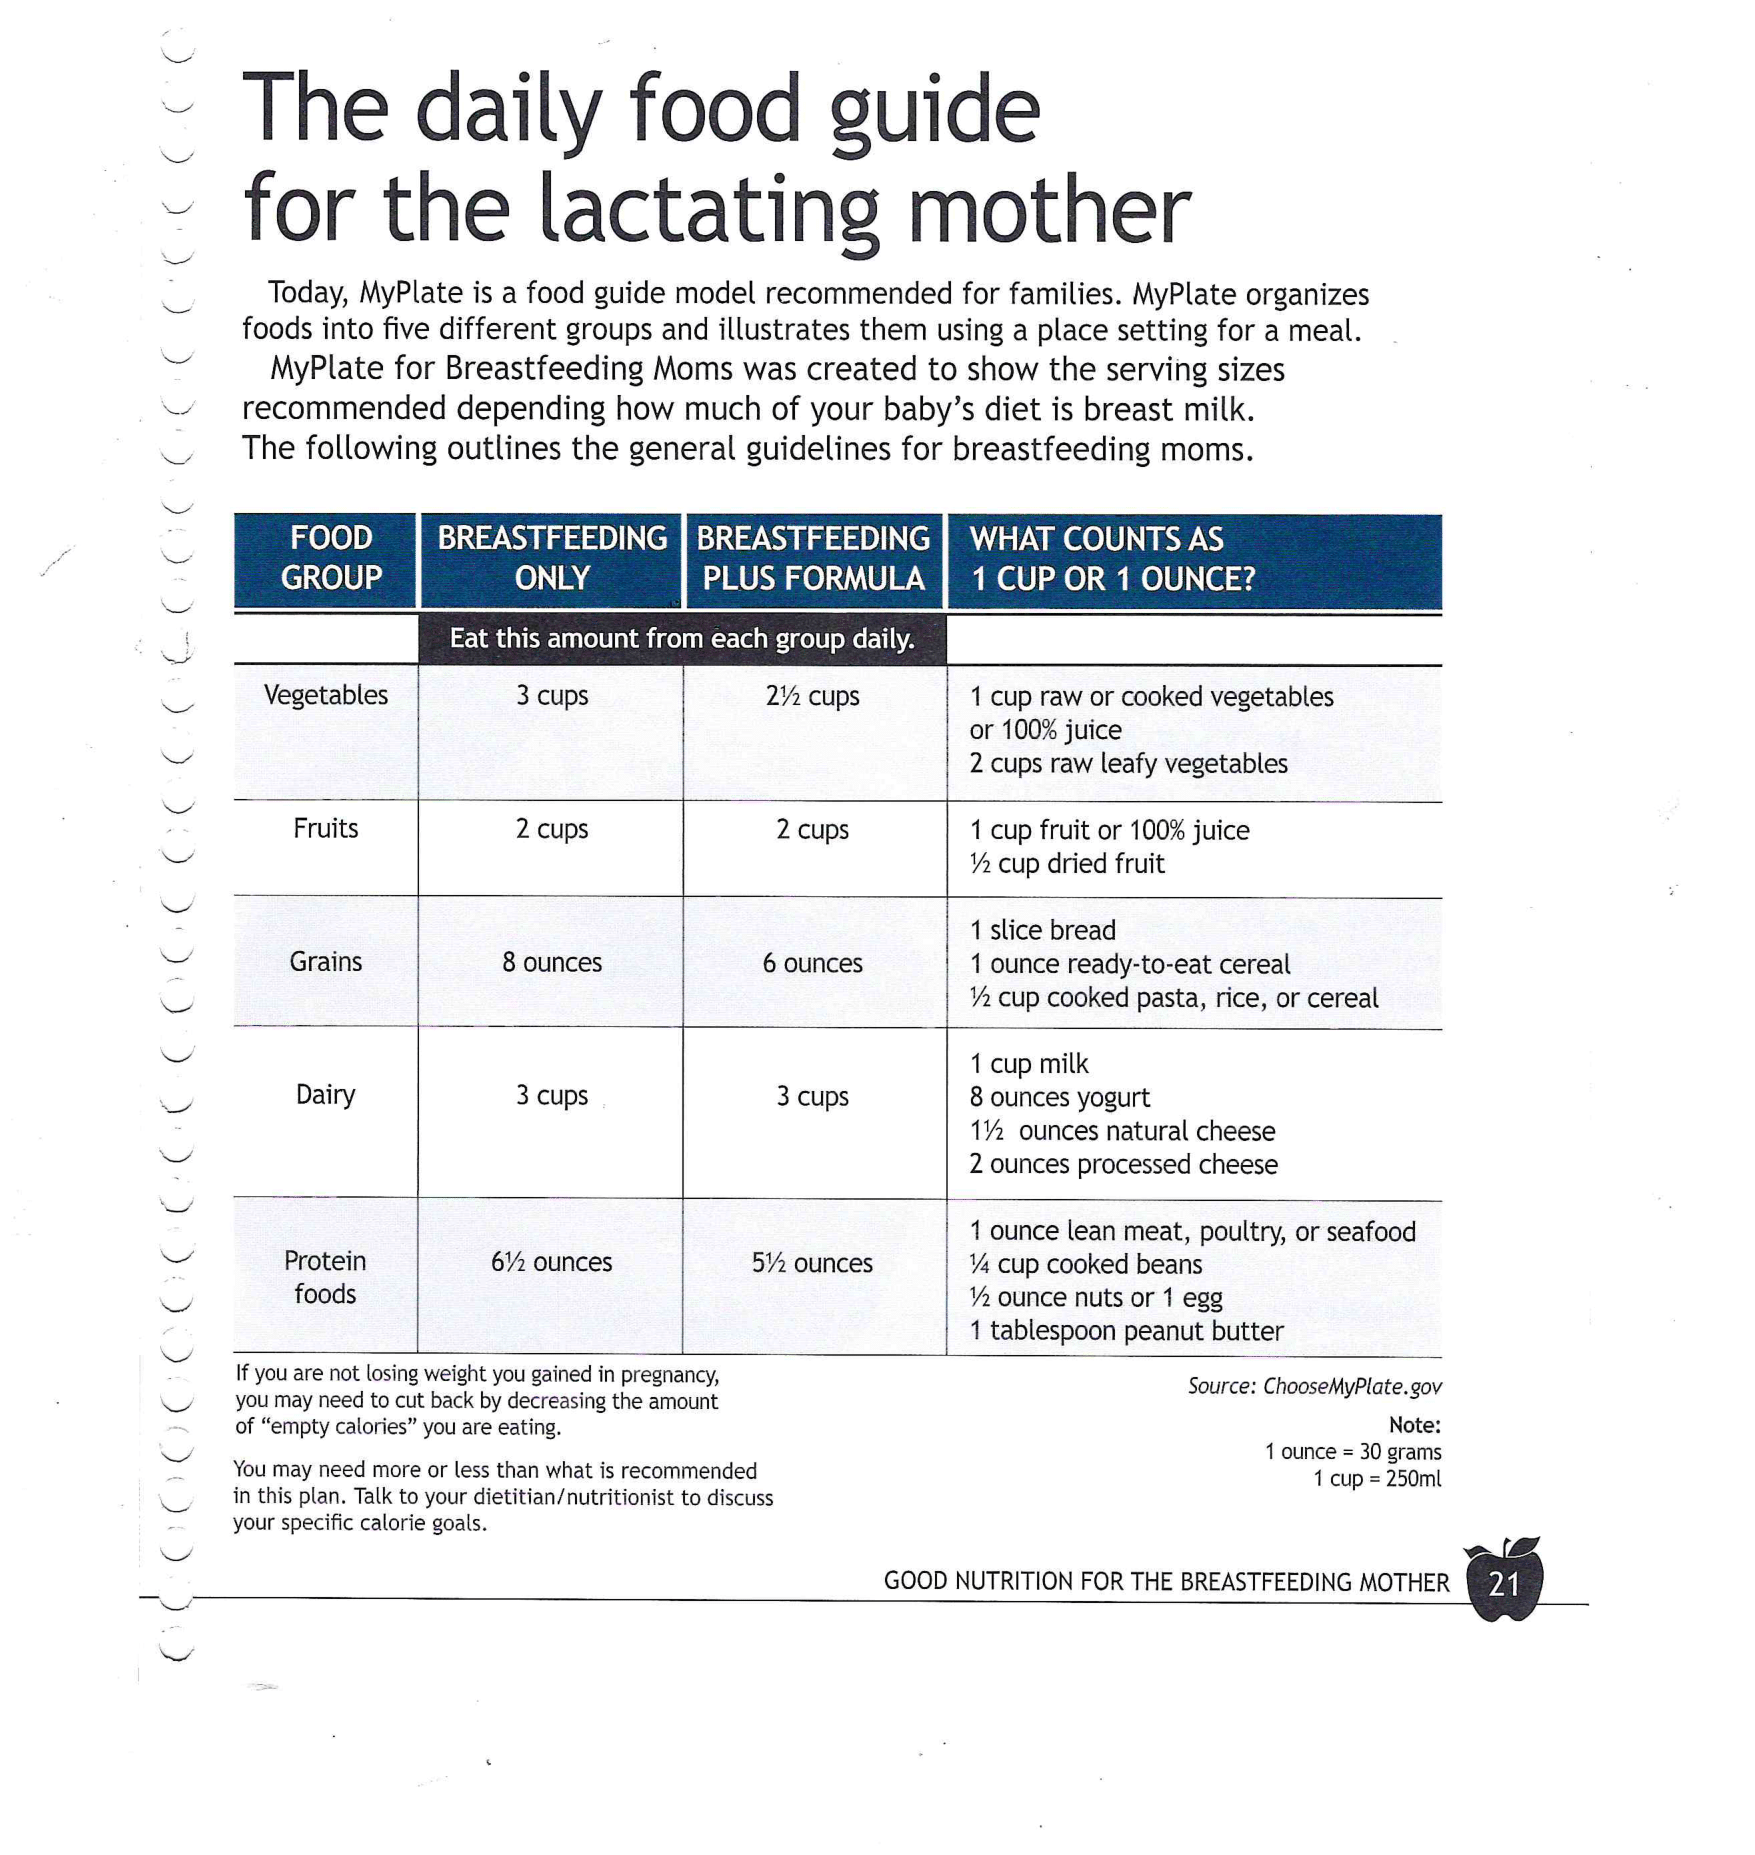 The daily food guide
for the lactating mother
Today, MyPlate is a food guide model recommended for families. MyPlate organizes
foods into five different groups and illustrates them using a place setting for a meal.
MyPlate for Breastfeeding Moms was created to show the serving sizes
recommended depending how much of your baby's diet is breast milk.
The following outlines the general guidelines for breastfeeding moms.
FOOD GROUP
BREASTFEEDING ONLY
BREASTFEEDING PLUS FORMULA
WHAT COUNTS AS 1 CUP OR 1 OUNCE?
Eat this amount from each group daily.
Vegetables
3 cups
2½ cups
1 cup raw or cooked vegetables
or 100% juice
2 cups raw leafy vegetables
Fruits
2 cups
2 cups
1 cup fruit or 100% juice
½ cup dried fruit
Grains
8 ounces
6 ounces
1 slice bread
1 ounce ready-to-eat cereal
½ cup cooked pasta, rice, or cereal
Dairy
3 cups
3 cups
1 cup milk
8 ounces yogurt
1½ ounces natural cheese
2 ounces processed cheese
Protein
foods
6½ ounces
5½ ounces
1 ounce lean meat, poultry, or seafood
¼ cup cooked beans
½ ounce nuts or 1 egg
1 tablespoon peanut butter
If you are not losing weight you gained in pregnancy,
you may need to cut back by decreasing the amount
of "empty calories" you are eating.
You may need more or less than what is recommended
in this plan. Talk to your dietitian/nutritionist to discuss
your specific calorie goals.
Source: ChooseMyPlate.gov
Note:
1 ounce = 30 grams
1 cup = 250ml
GOOD NUTRITION FOR THE BREASTFEEDING MOTHER
21